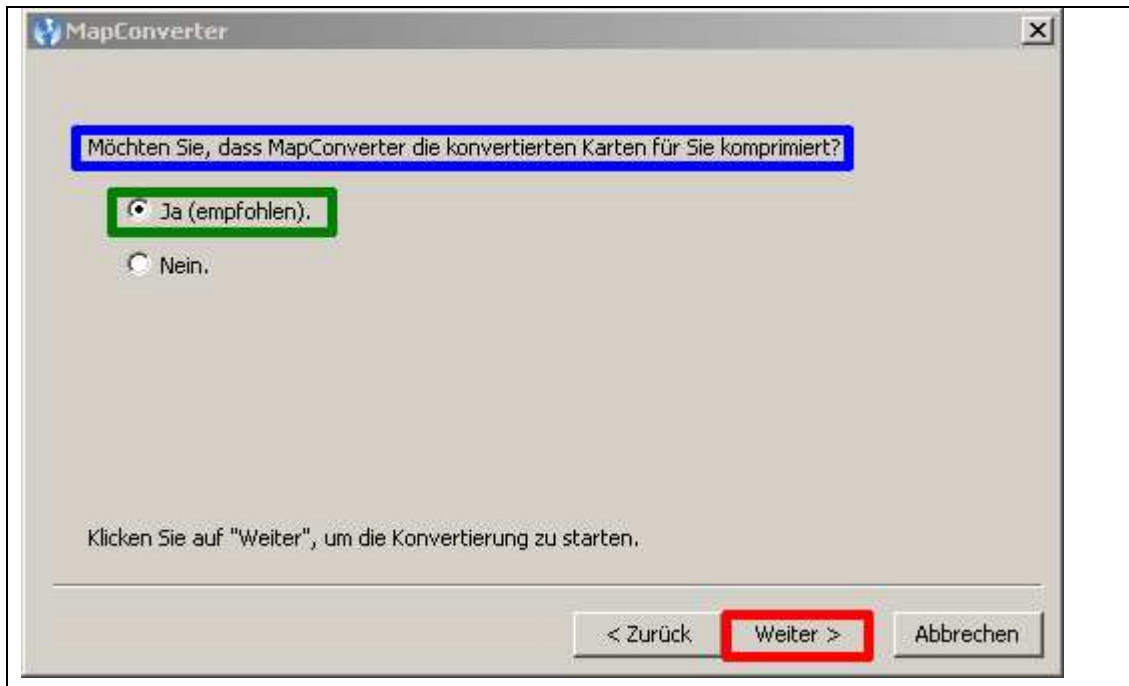 MapConverter
Möchten Sie, dass MapConverter die konvertierten Karten für Sie komprimiert?
Ja (empfohlen).
Nein.
Klicken Sie auf "Weiter", um die Konvertierung zu starten.
< Zurück Weiter > Abbrechen